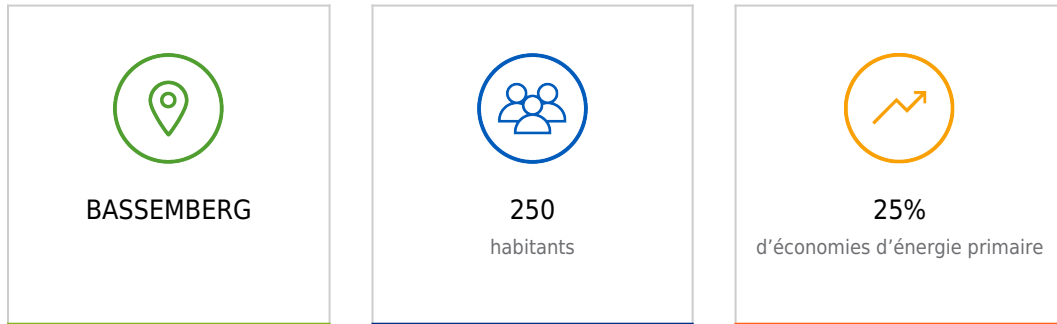 BASSEMBERG
250
habitants
25%
d’économies d’énergie primaire